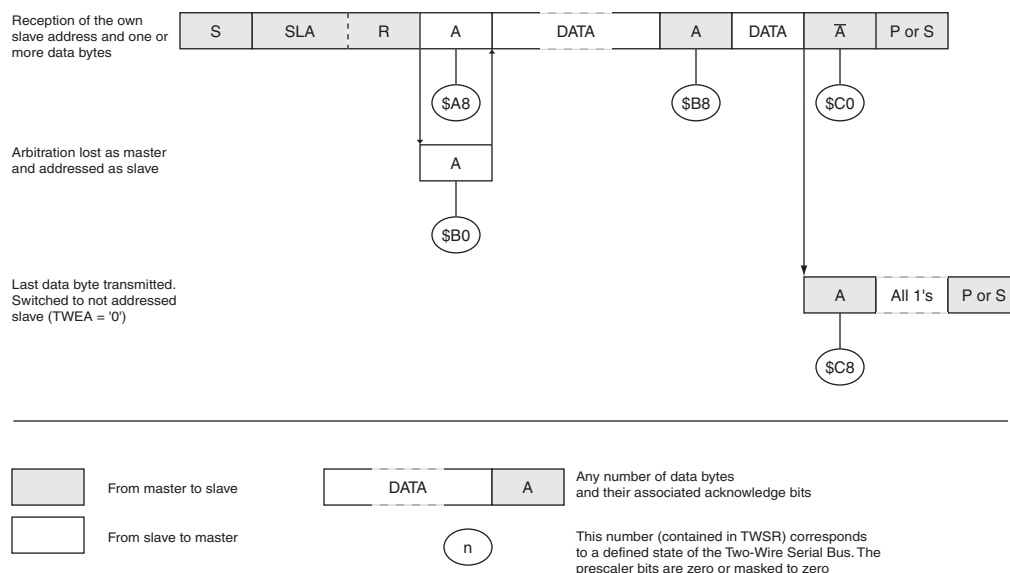 Reception of the own
slave address and one or
more data bytes
S SLA R A DATA A DATA A̅ P or S
$A8 $B8 $C0
Arbitration lost as master
and addressed as slave
A
$B0
Last data byte transmitted.
Switched to not addressed
slave (TWEA = '0')
A All 1's P or S
$C8
From master to slave
DATA A
Any number of data bytes
and their associated acknowledge bits
From slave to master
n
This number (contained in TWSR) corresponds
to a defined state of the Two-Wire Serial Bus. The
prescaler bits are zero or masked to zero